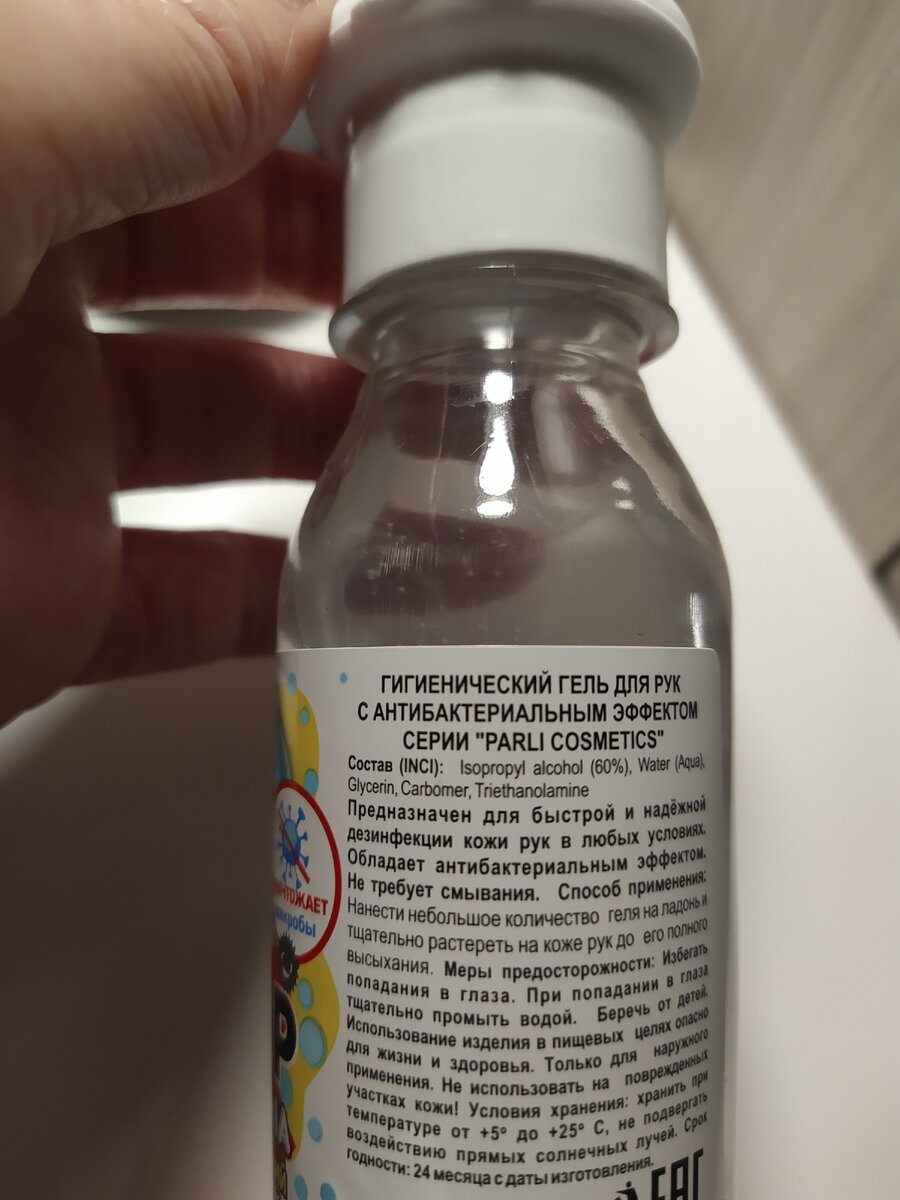 ГИГИЕНИЧЕСКИЙ ГЕЛЬ ДЛЯ РУК
С АНТИБАКТЕРИАЛЬНЫМ ЭФФЕКТОМ
СЕРИИ "PARLI COSMETICS"
Состав (INCI): Isopropyl alcohol (60%), Water (Aqua),
Glycerin, Carbomer, Triethanolamine
Предназначен для быстрой и надёжной
дезинфекции кожи рук в любых условиях.
Обладает антибактериальным эффектом.
Не требует смывания. Способ применения:
Нанести небольшое количество геля на ладонь и
тщательно растереть на коже рук до его полного
высыхания. Меры предосторожности: Избегать
попадания в глаза. При попадании в глаза
тщательно промыть водой. Беречь от детей.
Использование изделия в пищевых целях опасно
для жизни и здоровья. Только для наружного
применения. Не использовать на поврежденных
участках кожи! Условия хранения: хранить при
температуре от +5° до +25° С, не подвергать
воздействию прямых солнечных лучей. Срок
годности: 24 месяца с даты изготовления.
EAC